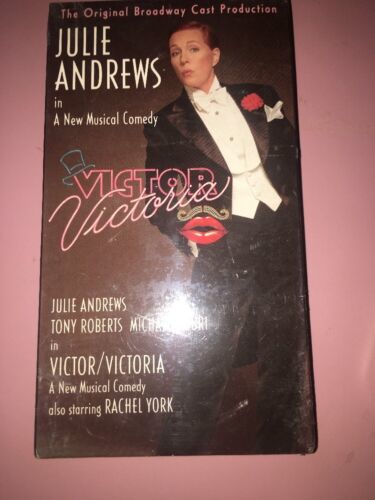 The Original Broadway Cast Production
JULIE
ANDREWS
in
A New Musical Comedy
VICTOR
Victoria
JULIE ANDREWS
TONY ROBERTS
in
VICTOR/VICTORIA
A New Musical Comedy
also starring RACHEL YORK